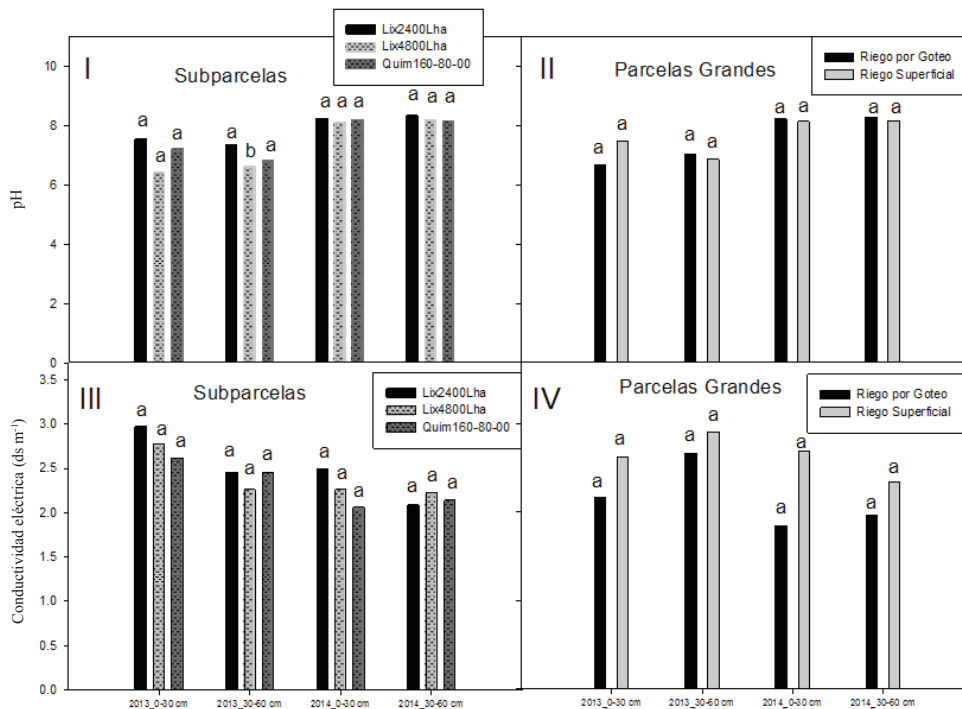 Lix2400Lha
Lix4800Lha
Quim160-80-00
I
Subparcelas
pH
10
8
6
4
2
0
a
a
a
a
b
a
a
a
a
a
a
a
II
Parcelas Grandes
Riego por Goteo
Riego Superficial
a
a
a
a
a
a
a
a
III
Subparcelas
Lix2400Lha
Lix4800Lha
Quim160-80-00
Conductividad eléctrica (ds m-1)
3.5
3.0
2.5
2.0
1.5
1.0
0.5
0.0
a
a
a
a
a
a
a
a
a
a
a
a
2013_0-30 cm
2013_30-60 cm
2014_0-30 cm
2014_30-60 cm
IV
Parcelas Grandes
Riego por Goteo
Riego Superficial
a
a
a
a
a
a
a
a
2013_0-30 cm
2013_30-60 cm
2014_0-30 cm
2014_30-60 cm